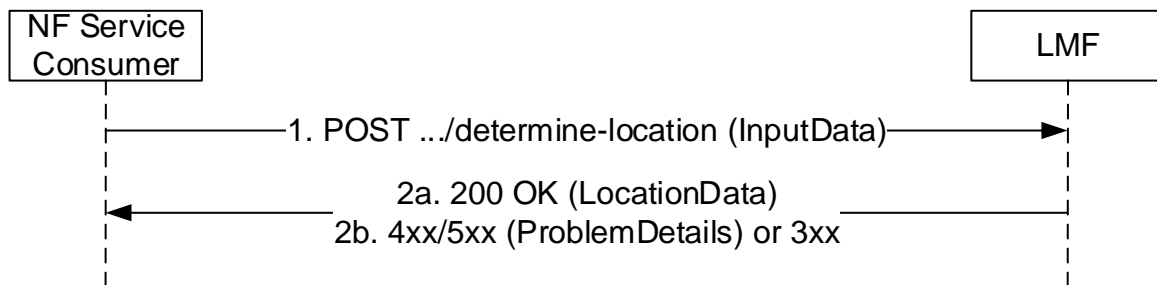 NF Service
Consumer
LMF
1. POST .../determine-location (InputData)
2a. 200 OK (LocationData)
2b. 4xx/5xx (ProblemDetails) or 3xx